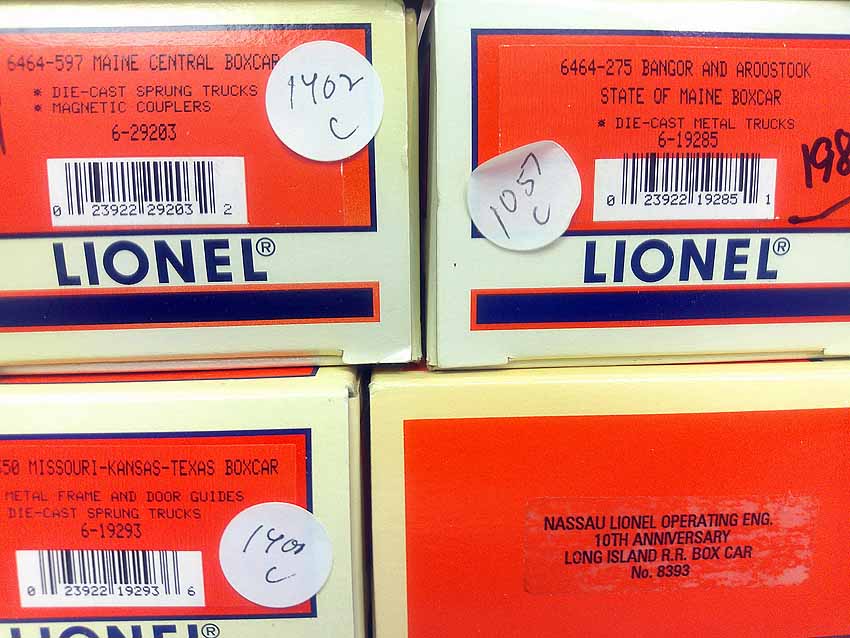 6464-597 MAINE CENTRAL BOXCAR
* DIE-CAST SPRUNG TRUCKS
* MAGNETIC COUPLERS
6-29203
1402
C
0 23922 29203 2
LIONEL®
6464-275 BANGOR AND AROOSTOOK
STATE OF MAINE BOXCAR
* DIE-CAST METAL TRUCKS
6-19285
198
1057
C
0 23922 19285 1
LIONEL®
50 MISSOURI-KANSAS-TEXAS BOXCAR
METAL FRAME AND DOOR GUIDES
DIE-CAST SPRUNG TRUCKS
6-19293
C
0 23922 19293 6
LIONEL®
NASSAU LIONEL OPERATING ENG.
10TH ANNIVERSARY
LONG ISLAND R.R. BOX CAR
No. 8393